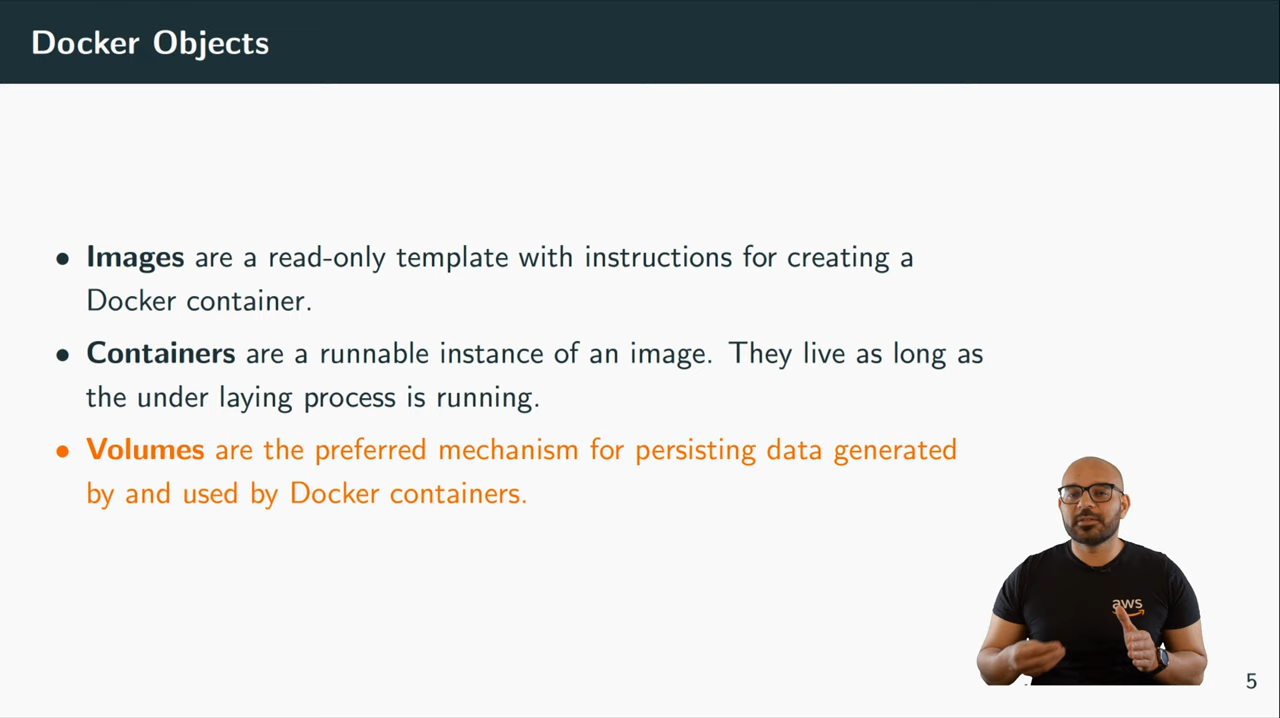 Docker Objects
• Images are a read-only template with instructions for creating a
Docker container.
• Containers are a runnable instance of an image. They live as long as
the under laying process is running.
• Volumes are the preferred mechanism for persisting data generated
by and used by Docker containers.
aws
5